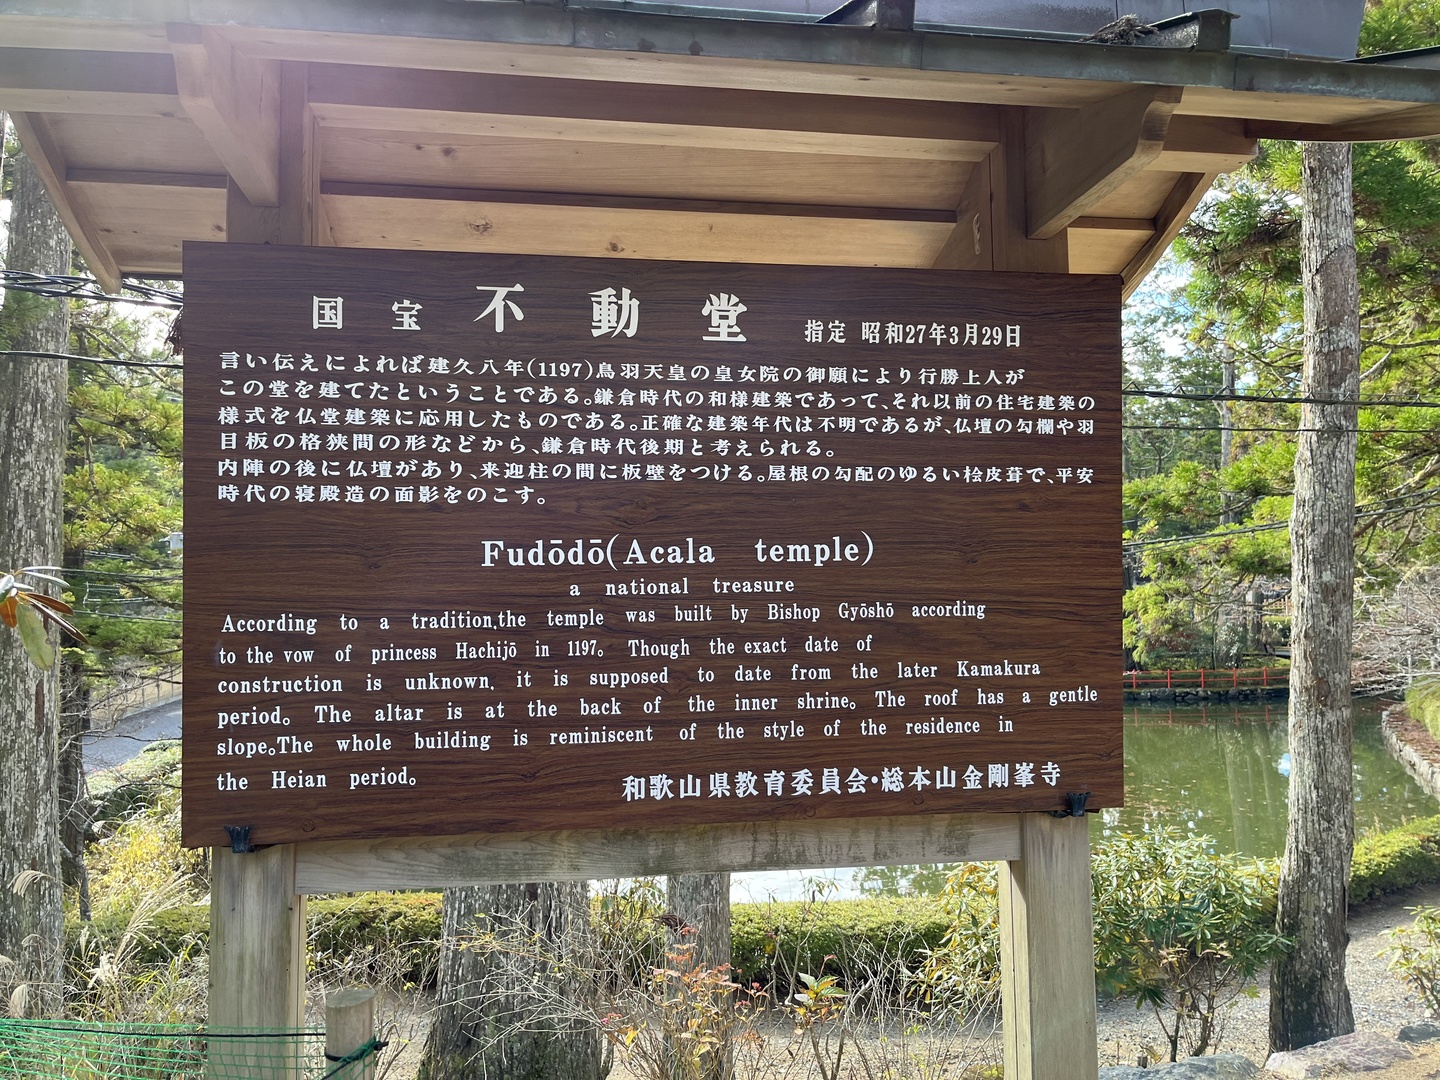 国宝 不動堂 指定 昭和27年3月29日
言い伝えによれば建久八年(1197)鳥羽天皇の皇女院の御願により行勝上人が
この堂を建てたということである。鎌倉時代の和様建築であって、それ以前の住宅建築の
様式を仏堂建築に応用したものである。正確な建築年代は不明であるが、仏壇の勾欄や羽
目板の格狭間の形などから、鎌倉時代後期と考えられる。
内陣の後に仏壇があり、来迎柱の間に板壁をつける。屋根の勾配のゆるい桧皮葺で、平安
時代の寝殿造の面影をのこす。
Fudōdō(Acala temple)
a national treasure
According to a tradition,the temple was built by Bishop Gyōshō according
to the vow of princess Hachijō in 1197。 Though the exact date of
construction is unknown, it is supposed to date from the later Kamakura
period。 The altar is at the back of the inner shrine。 The roof has a gentle
slope。The whole building is reminiscent of the style of the residence in
the Heian period。
和歌山県教育委員会・総本山金剛峯寺